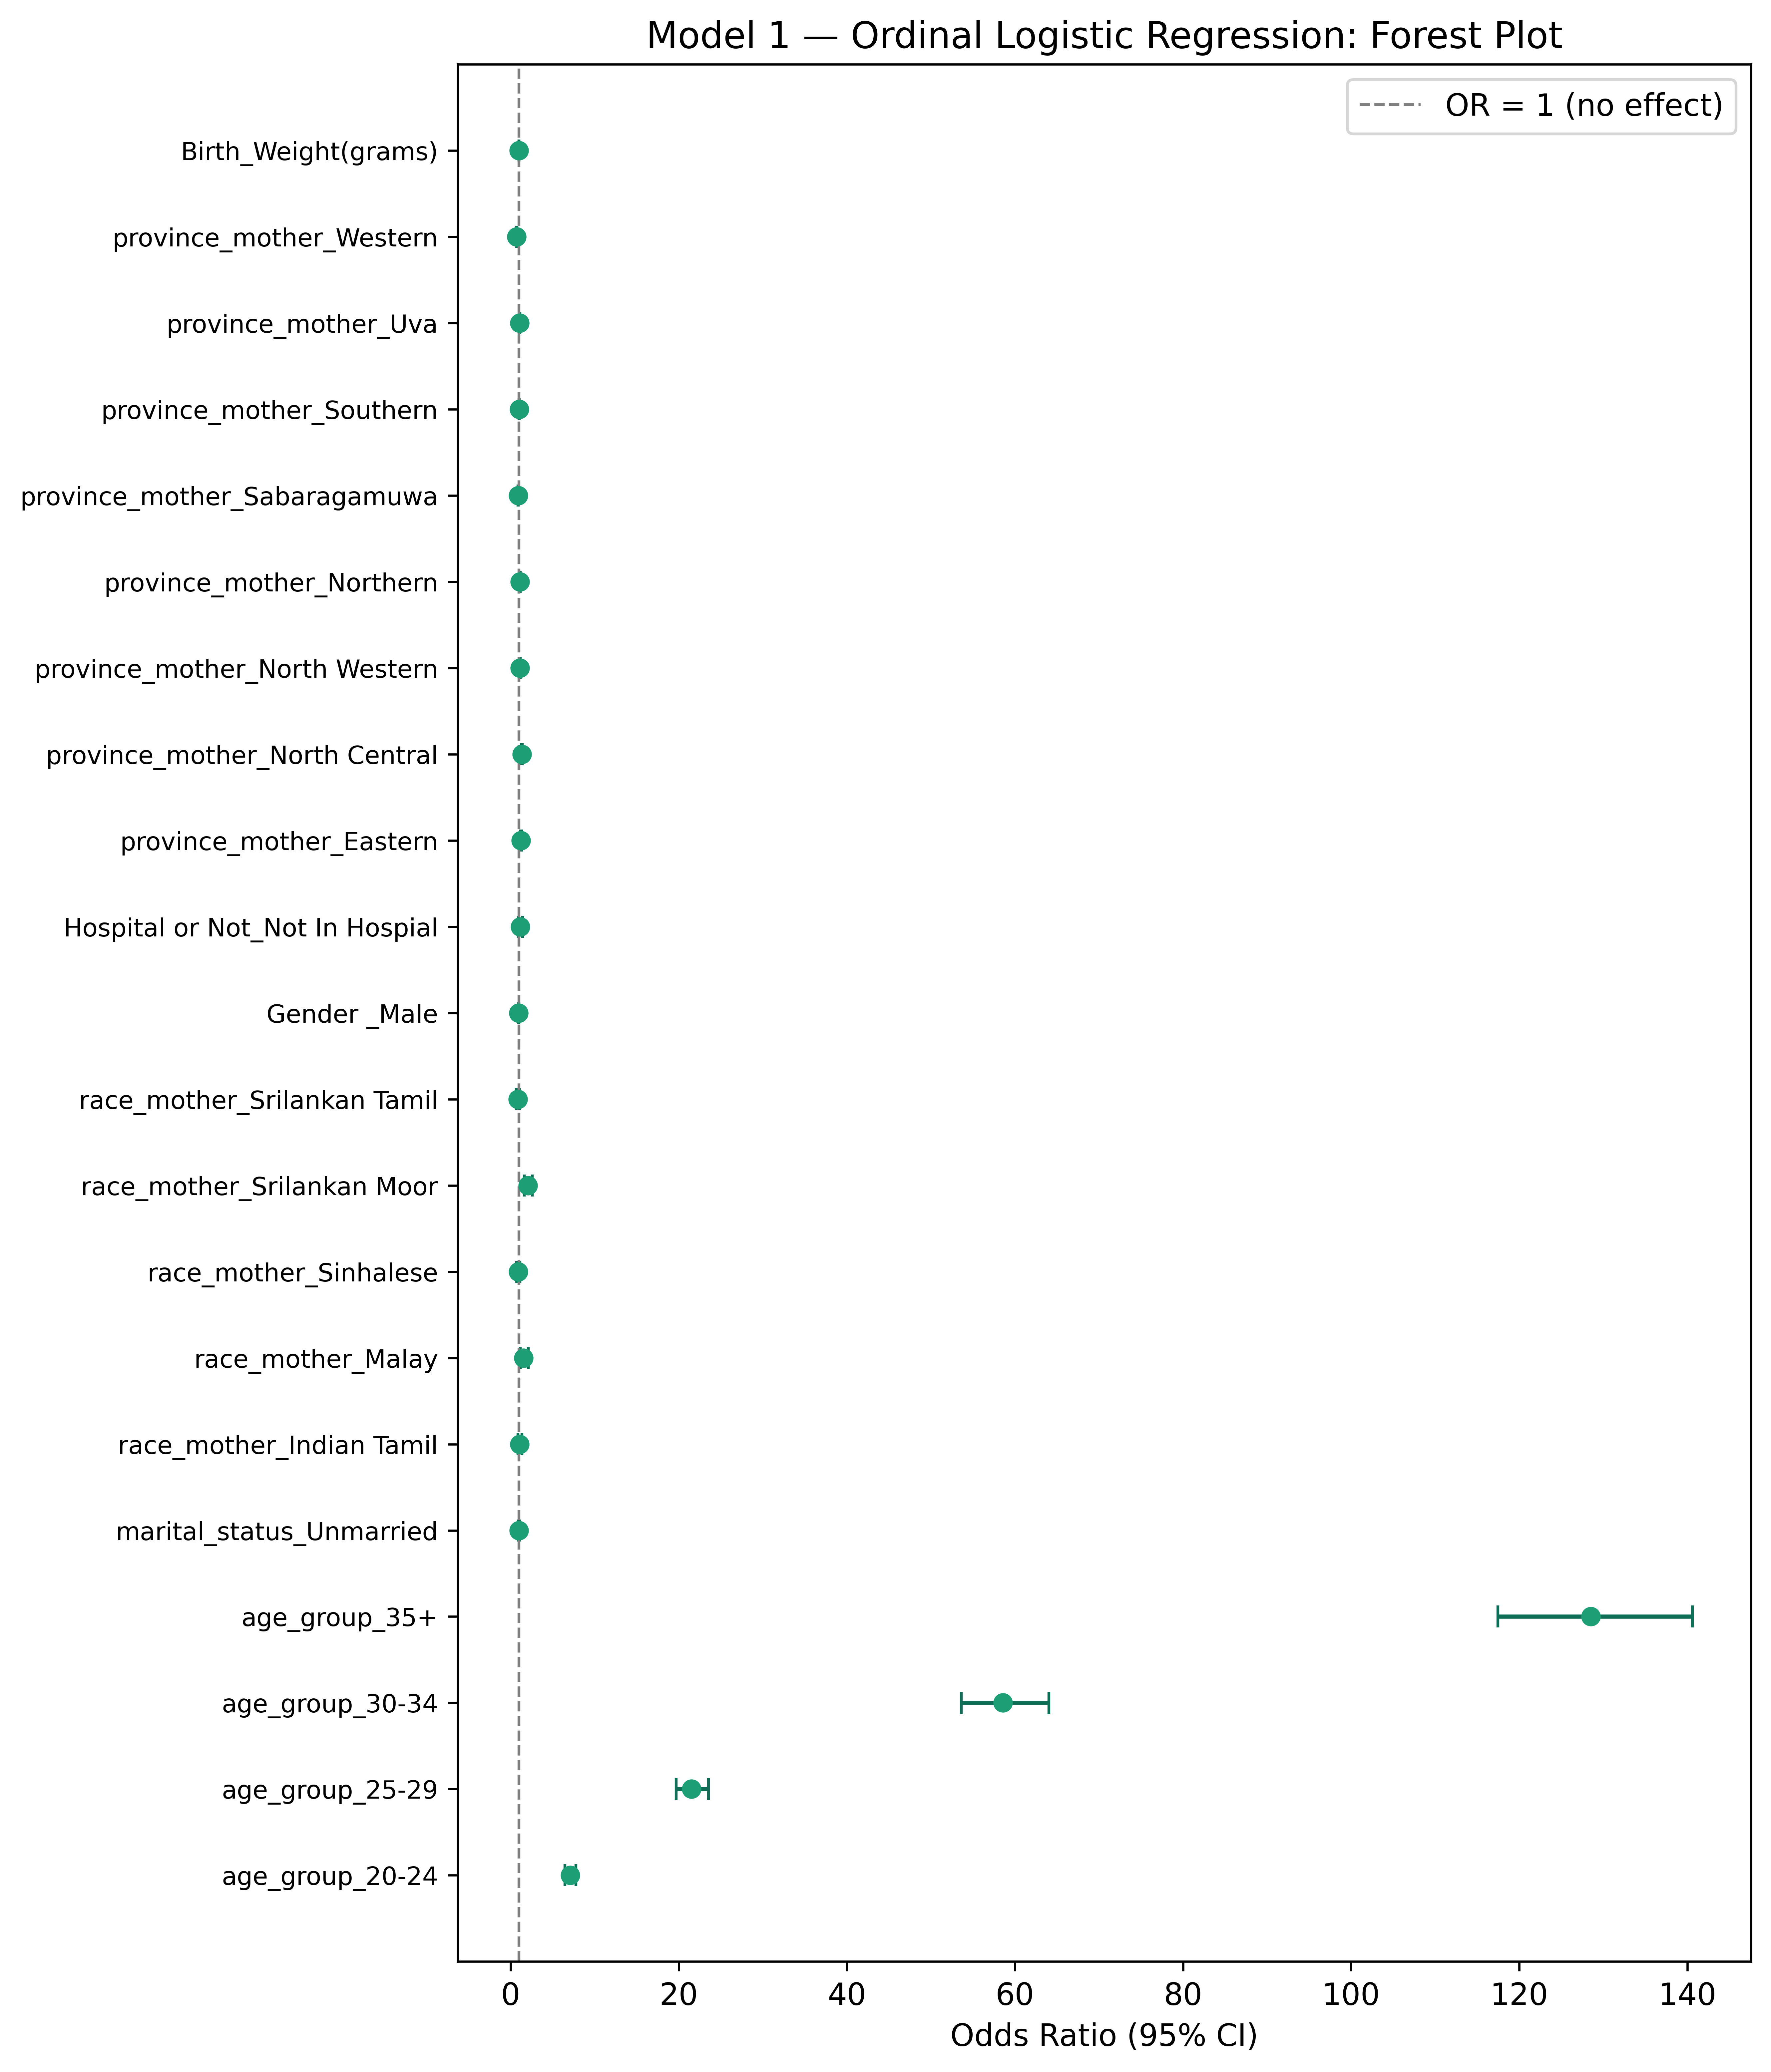 Model 1 — Ordinal Logistic Regression: Forest Plot
OR = 1 (no effect)
Birth_Weight(grams)
province_mother_Western
province_mother_Uva
province_mother_Southern
province_mother_Sabaragamuwa
province_mother_Northern
province_mother_North Western
province_mother_North Central
province_mother_Eastern
Hospital or Not_Not In Hospial
Gender _Male
race_mother_Srilankan Tamil
race_mother_Srilankan Moor
race_mother_Sinhalese
race_mother_Malay
race_mother_Indian Tamil
marital_status_Unmarried
age_group_35+
age_group_30-34
age_group_25-29
age_group_20-24
0 20 40 60 80 100 120 140
Odds Ratio (95% CI)